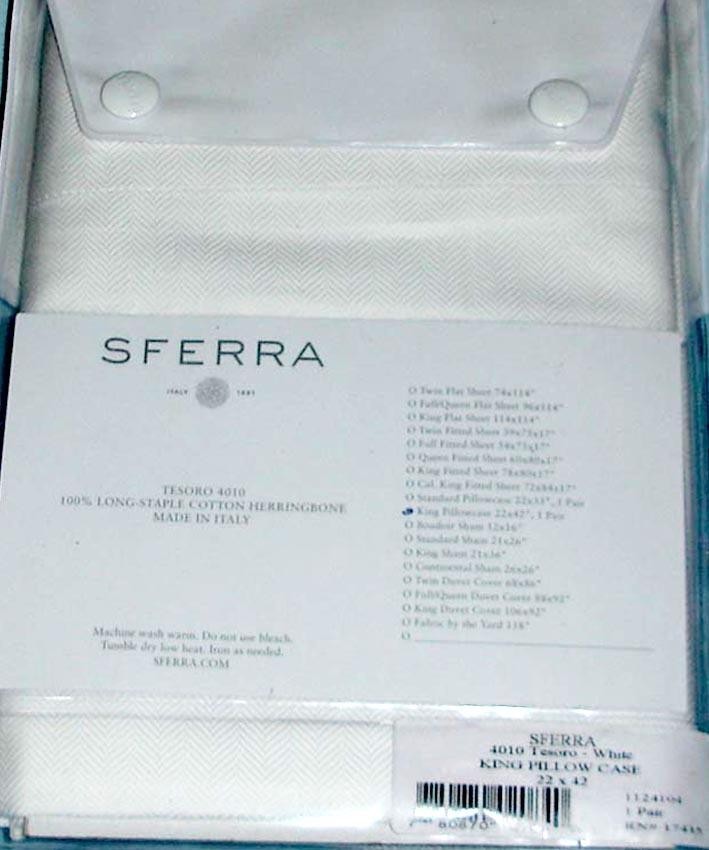 SFERRA
ITALY 1891
TESORO 4010
100% LONG-STAPLE COTTON HERRINGBONE
MADE IN ITALY
Machine wash warm. Do not use bleach.
Tumble dry low heat. Iron as needed.
SFERRA.COM
O Twin Flat Sheet 74x114"
O Full/Queen Flat Sheet 96x114"
O King Flat Sheet 114x114"
O Twin Fitted Sheet 39x75x17"
O Full Fitted Sheet 54x75x17"
O Queen Fitted Sheet 60x80x17"
O King Fitted Sheet 78x80x17"
O Cal. King Fitted Sheet 72x84x17"
O Standard Pillowcase 22x33", 1 Pair
King Pillowcase 22x42", 1 Pair
O Boudoir Sham 12x16"
O Standard Sham 21x26"
O King Sham 21x36"
O Continental Sham 26x26"
O Twin Duvet Cover 68x86"
O Full/Queen Duvet Cover 88x92"
O King Duvet Cover 106x92"
O Fabric by the Yard 118"
O
SFERRA
4010 Tesoro - White
KING PILLOW CASE
22 x 42
1124104
1 Pair
RN# 17415